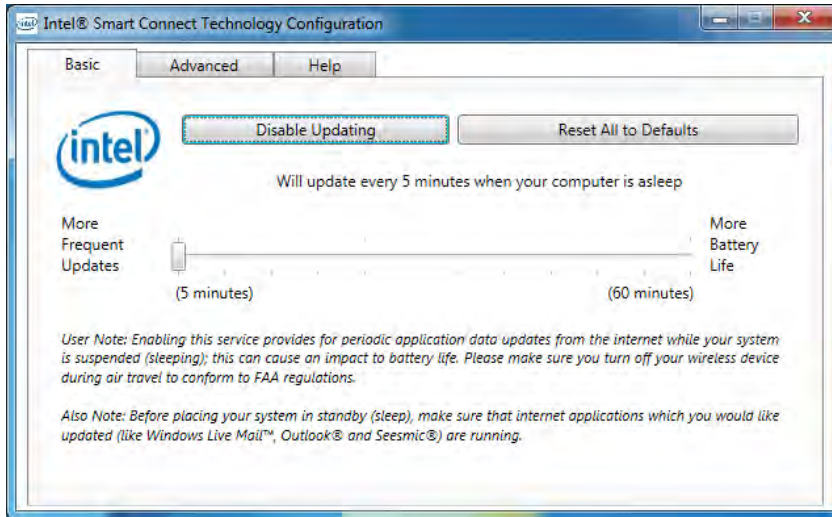 Intel® Smart Connect Technology Configuration
Basic
Advanced
Help
intel
Disable Updating
Reset All to Defaults
Will update every 5 minutes when your computer is asleep
More
Frequent
Updates
More
Battery
Life
(5 minutes)
(60 minutes)
User Note: Enabling this service provides for periodic application data updates from the internet while your system
is suspended (sleeping); this can cause an impact to battery life. Please make sure you turn off your wireless device
during air travel to conform to FAA regulations.
Also Note: Before placing your system in standby (sleep), make sure that internet applications which you would like
updated (like Windows Live Mail™, Outlook® and Seesmic®) are running.